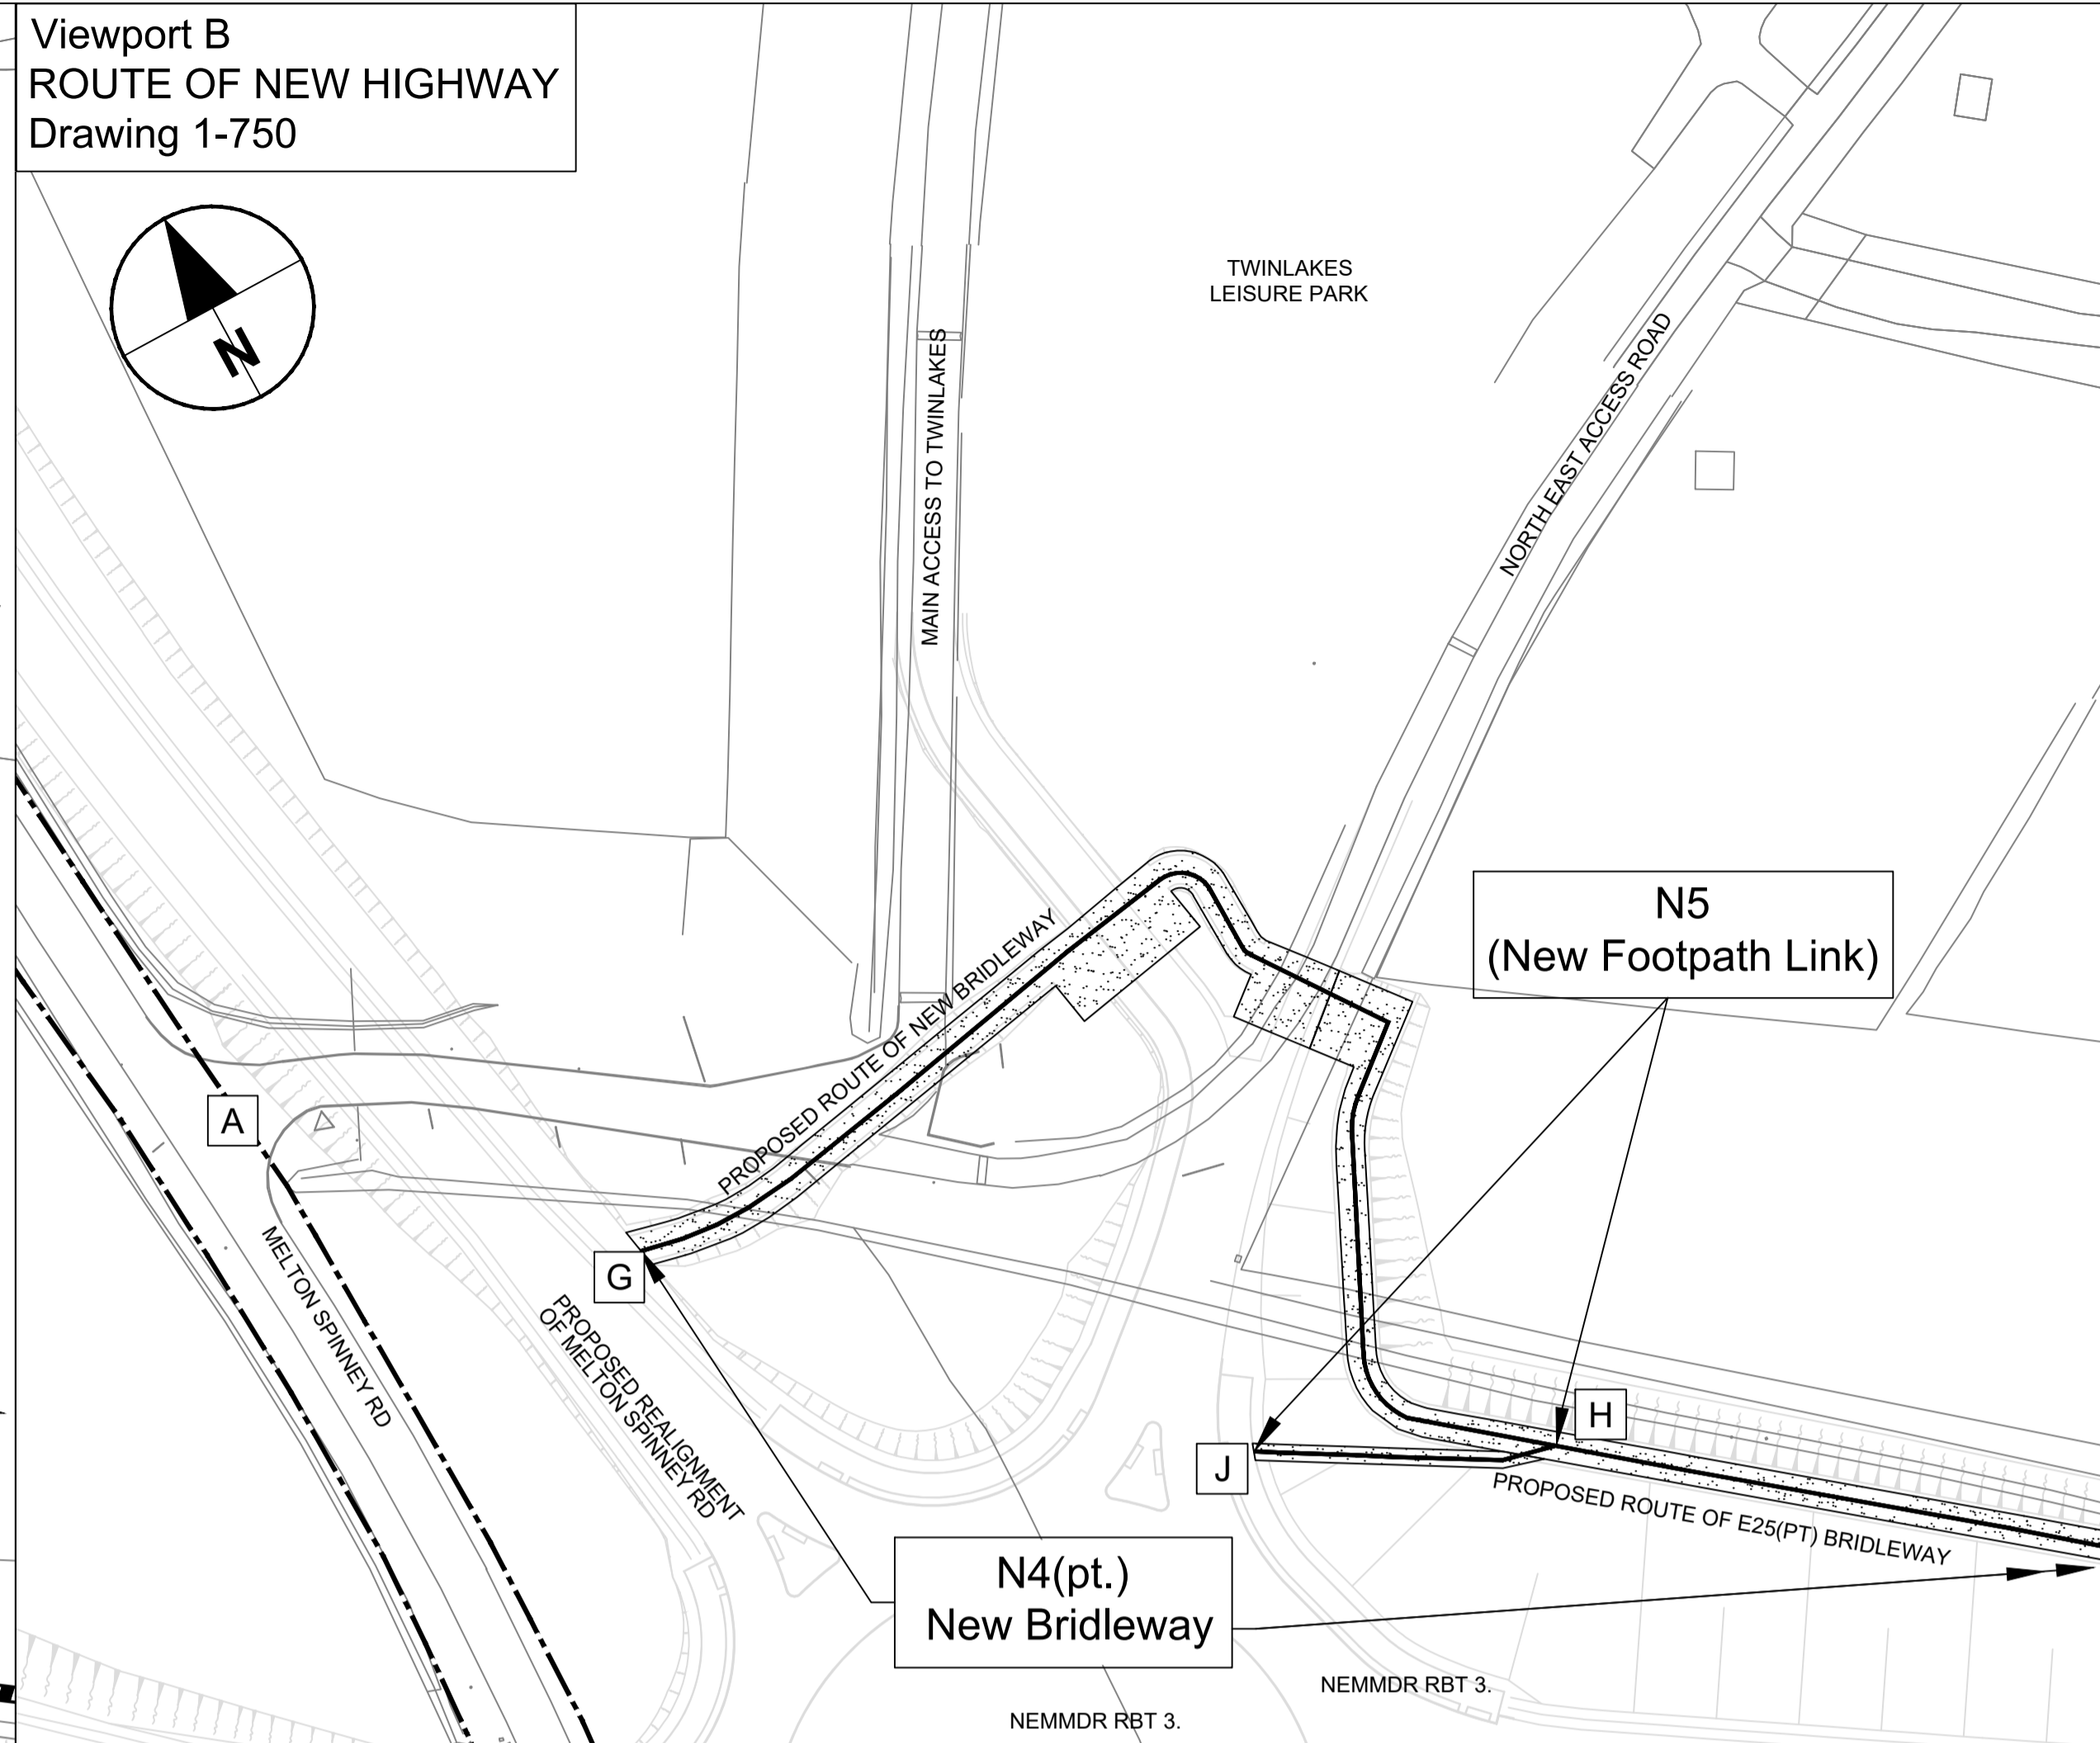 Viewport B
ROUTE OF NEW HIGHWAY
Drawing 1-750
N
TWINLAKES
LEISURE PARK
MAIN ACCESS TO TWINLAKES
NORTH EAST ACCESS ROAD
N5
(New Footpath Link)
PROPOSED ROUTE OF NEW BRIDLEWAY
A
G
MELTON SPINNEY RD
PROPOSED REALIGNMENT
OF MELTON SPINNEY RD
H
J
PROPOSED ROUTE OF E25(PT) BRIDLEWAY
N4(pt.)
New Bridleway
NEMMDR RBT 3.
NEMMDR RBT 3.